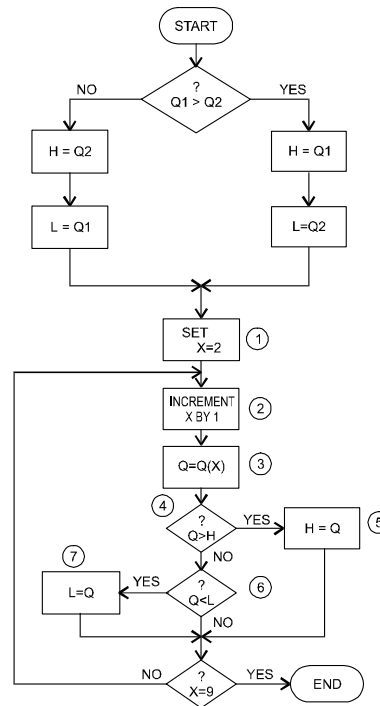 START
NO
?
YES
Q1 > Q2
H = Q2
H = Q1
L = Q1
L=Q2
SET
X=2
1
INCREMENT
X BY 1
2
Q=Q(X)
3
4
?
Q>H
YES
H = Q
5
NO
7
L=Q
YES
?
Q<L
6
NO
NO
?
X=9
YES
END